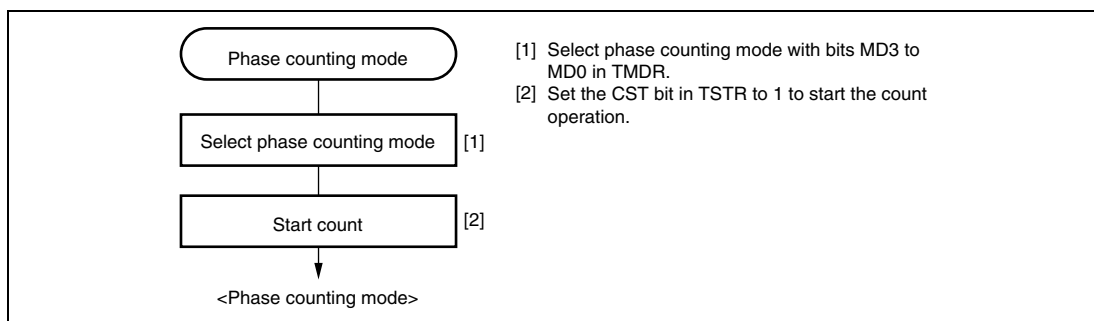 Phase counting mode
Select phase counting mode [1]
Start count [2]
<Phase counting mode>
[1] Select phase counting mode with bits MD3 to
MD0 in TMDR.
[2] Set the CST bit in TSTR to 1 to start the count
operation.